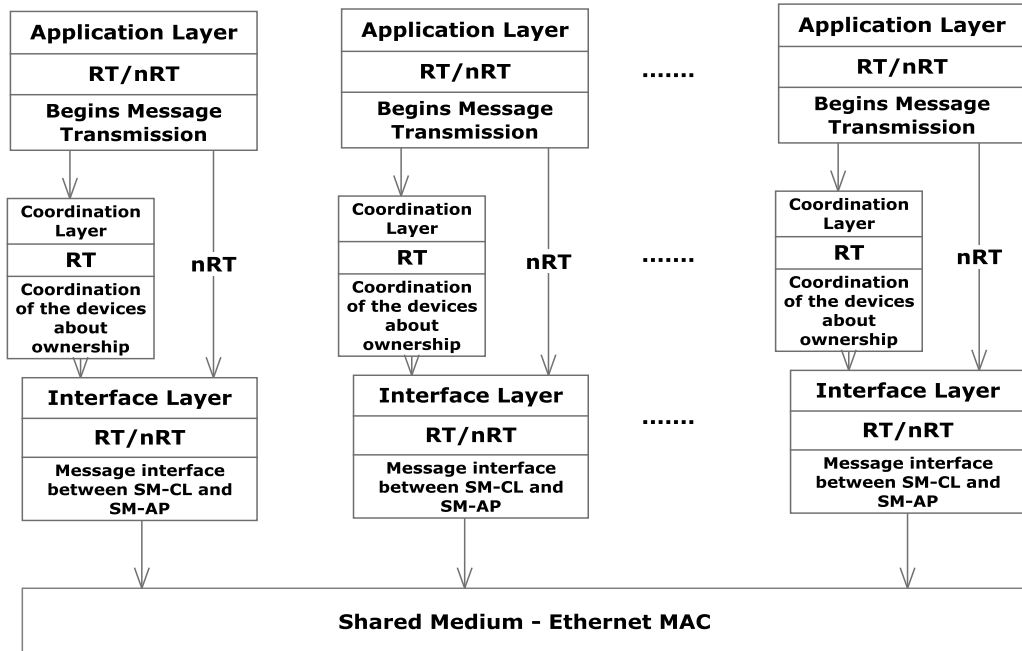 Application Layer
RT/nRT
Begins Message
Transmission
Coordination
Layer
RT
Coordination
of the devices
about
ownership
nRT
Interface Layer
RT/nRT
Message interface
between SM-CL and
SM-AP
Application Layer
RT/nRT
Begins Message
Transmission
Coordination
Layer
RT
Coordination
of the devices
about
ownership
nRT
Interface Layer
RT/nRT
Message interface
between SM-CL and
SM-AP
.......
.......
.......
Application Layer
RT/nRT
Begins Message
Transmission
Coordination
Layer
RT
Coordination
of the devices
about
ownership
nRT
Interface Layer
RT/nRT
Message interface
between SM-CL and
SM-AP
Shared Medium - Ethernet MAC